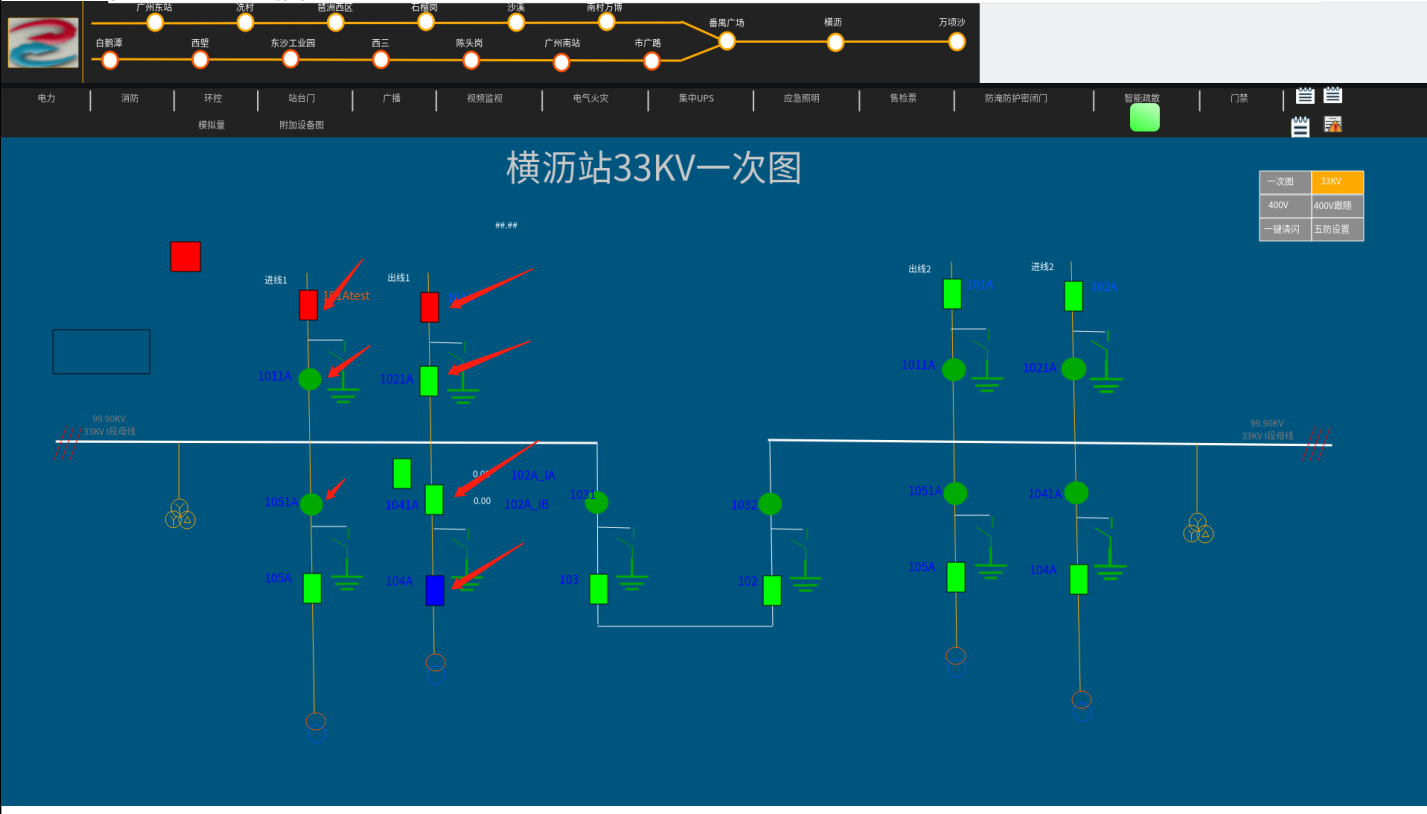 广州东站 冼村 琶洲西区 石榴岗 沙溪 南村万博
番禺广场 横沥 万顷沙
白鹅潭 西塱 东沙工业园 西三 陈头岗 广州南站 市广路
电力 消防 环控 站台门 广播 视频监视 电气火灾 集中UPS 应急照明 售检票 防淹防护密闭门 智能疏散 门禁
模拟量 附加设备图
横沥站33KV一次图
一次图 33KV
400V 400V跟随
一键清闪 五防设置
##.##
进线1 出线1 出线2 进线2
101Atest 101A 102A
1011A 1021A 1011A 1021A
99.90KV 99.90KV
33KV I段母线 33KV I段母线
0.00 102A_IA
1051A 1041A 0.00 102A_IB 1031 1032 1051A 1041A
105A 104A 103 102 105A 104A